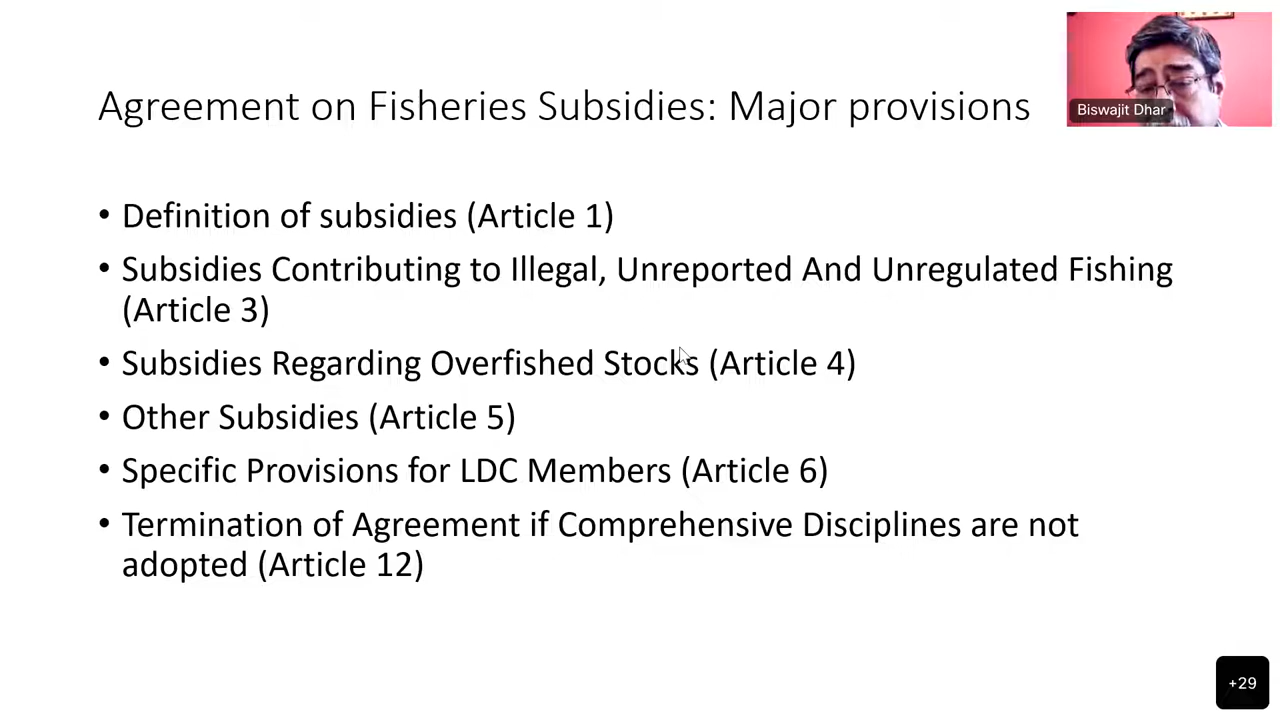 Agreement on Fisheries Subsidies: Major provisions
Biswajit Dhar
• Definition of subsidies (Article 1)
• Subsidies Contributing to Illegal, Unreported And Unregulated Fishing
(Article 3)
• Subsidies Regarding Overfished Stocks (Article 4)
• Other Subsidies (Article 5)
• Specific Provisions for LDC Members (Article 6)
• Termination of Agreement if Comprehensive Disciplines are not
adopted (Article 12)
+29